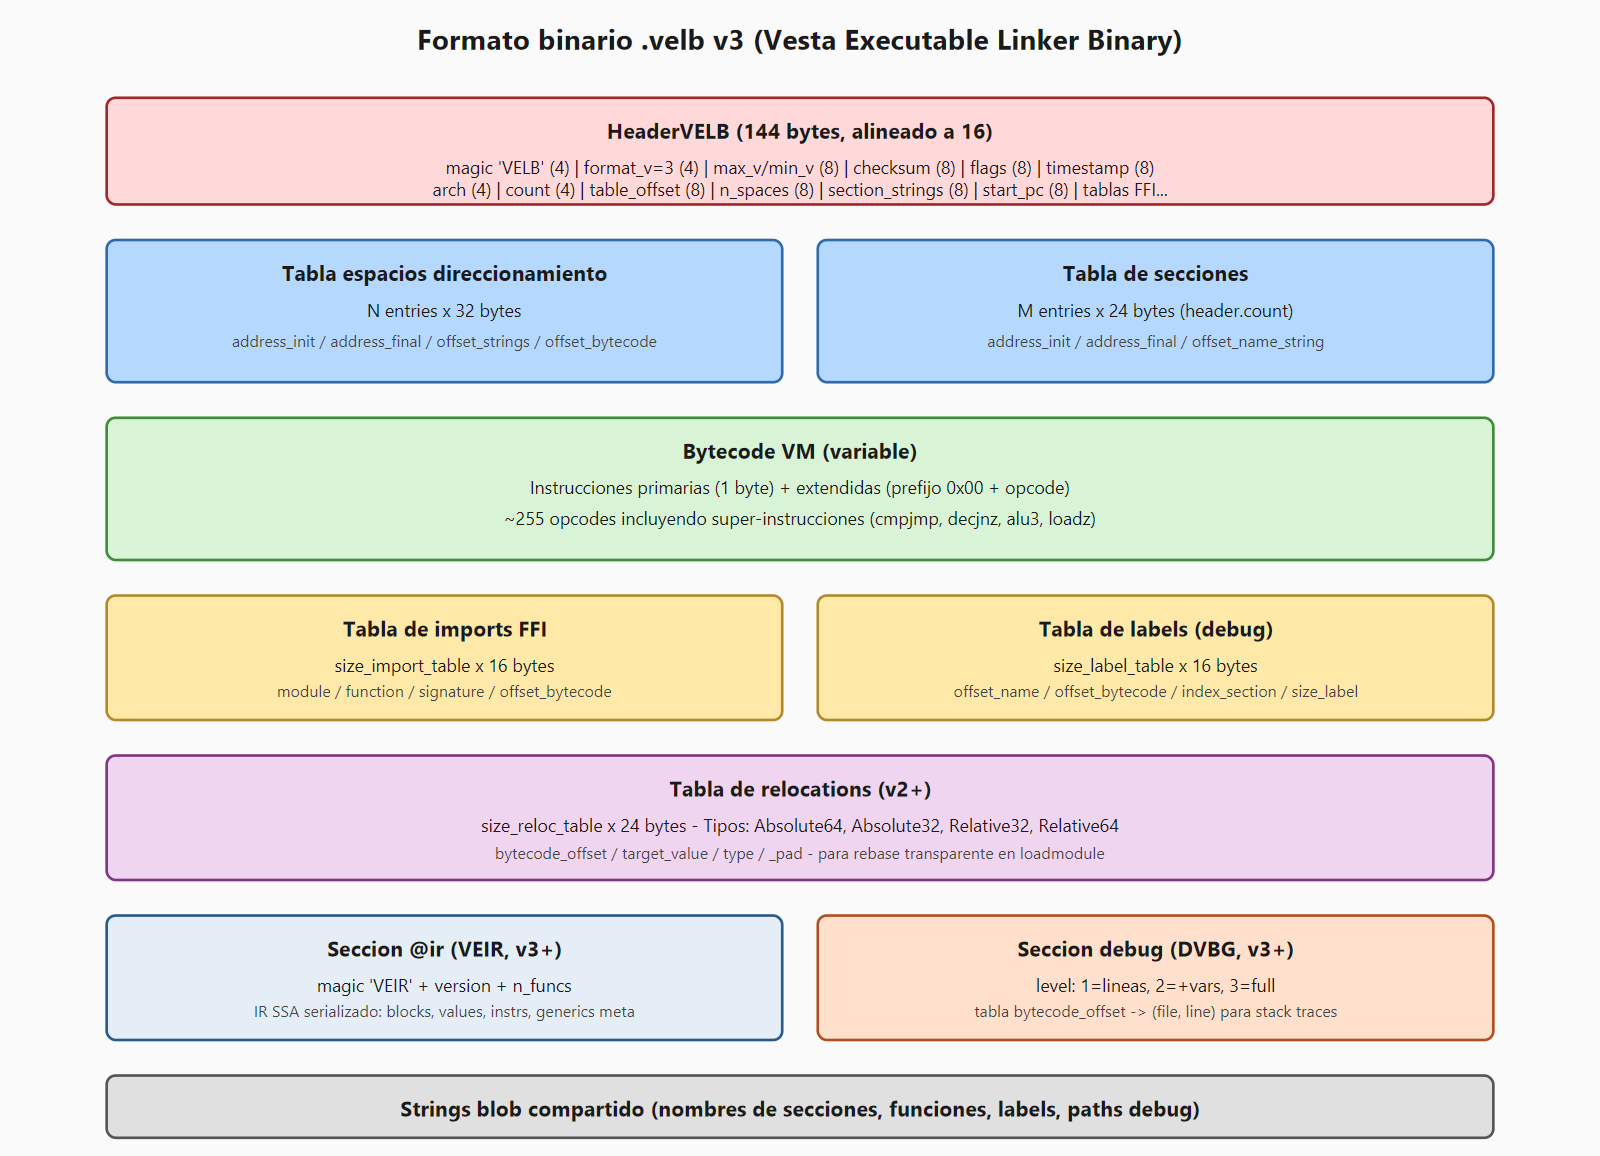 Formato binario .velb v3 (Vesta Executable Linker Binary)
HeaderVELB (144 bytes, alineado a 16)
magic 'VELB' (4) | format_v=3 (4) | max_v/min_v (8) | checksum (8) | flags (8) | timestamp (8)
arch (4) | count (4) | table_offset (8) | n_spaces (8) | section_strings (8) | start_pc (8) | tablas FFI...
Tabla espacios direccionamiento
N entries x 32 bytes
address_init / address_final / offset_strings / offset_bytecode
Tabla de secciones
M entries x 24 bytes (header.count)
address_init / address_final / offset_name_string
Bytecode VM (variable)
Instrucciones primarias (1 byte) + extendidas (prefijo 0x00 + opcode)
~255 opcodes incluyendo super-instrucciones (cmpjmp, decjnz, alu3, loadz)
Tabla de imports FFI
size_import_table x 16 bytes
module / function / signature / offset_bytecode
Tabla de labels (debug)
size_label_table x 16 bytes
offset_name / offset_bytecode / index_section / size_label
Tabla de relocations (v2+)
size_reloc_table x 24 bytes - Tipos: Absolute64, Absolute32, Relative32, Relative64
bytecode_offset / target_value / type / _pad - para rebase transparente en loadmodule
Seccion @ir (VEIR, v3+)
magic 'VEIR' + version + n_funcs
IR SSA serializado: blocks, values, instrs, generics meta
Seccion debug (DVBG, v3+)
level: 1=lineas, 2=+vars, 3=full
tabla bytecode_offset -> (file, line) para stack traces
Strings blob compartido (nombres de secciones, funciones, labels, paths debug)